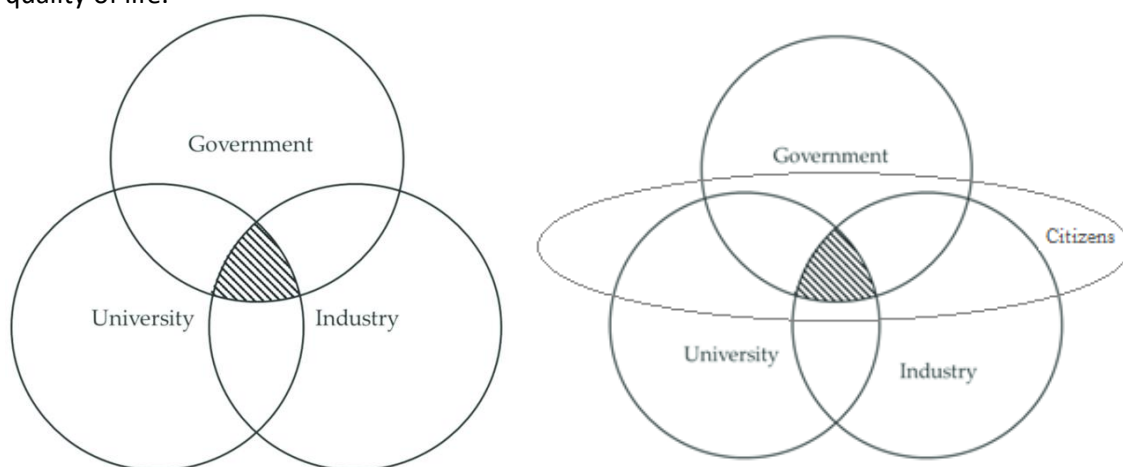 quality of life.
Government
University
Industry
Government
Citizens
University
Industry